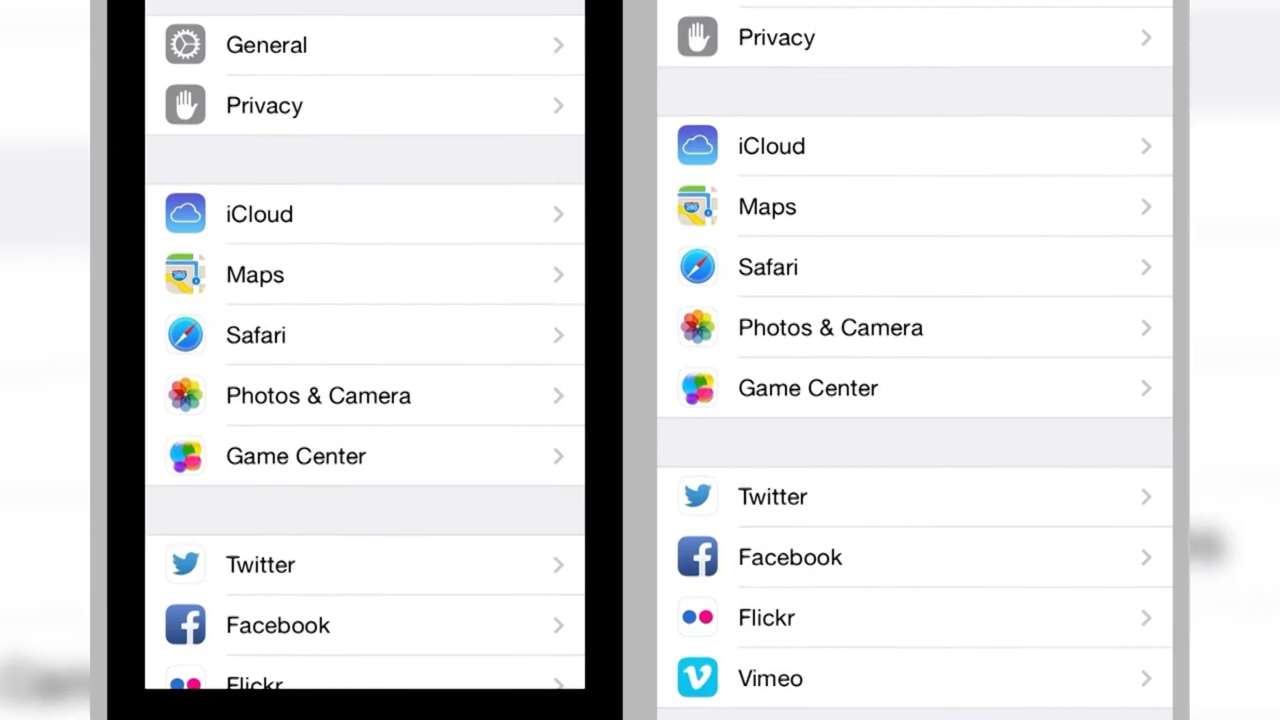 General
Privacy
iCloud
Maps
Safari
Photos & Camera
Game Center
Twitter
Facebook
Flickr
Privacy
iCloud
Maps
Safari
Photos & Camera
Game Center
Twitter
Facebook
Flickr
Vimeo